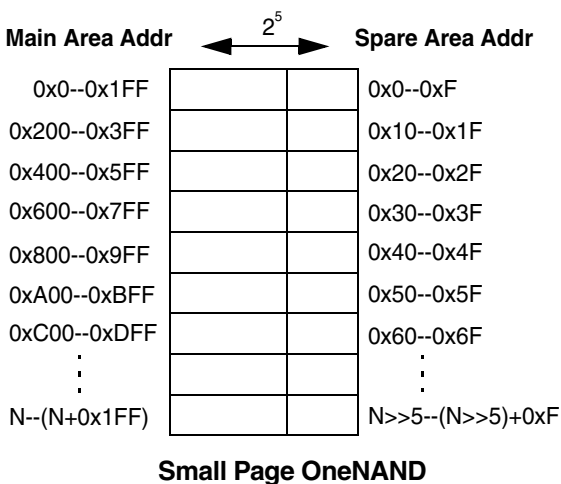 Main Area Addr 2^5 Spare Area Addr
0x0--0x1FF 0x0--0xF
0x200--0x3FF 0x10--0x1F
0x400--0x5FF 0x20--0x2F
0x600--0x7FF 0x30--0x3F
0x800--0x9FF 0x40--0x4F
0xA00--0xBFF 0x50--0x5F
0xC00--0xDFF 0x60--0x6F
N--(N+0x1FF) N>>5--(N>>5)+0xF
Small Page OneNAND